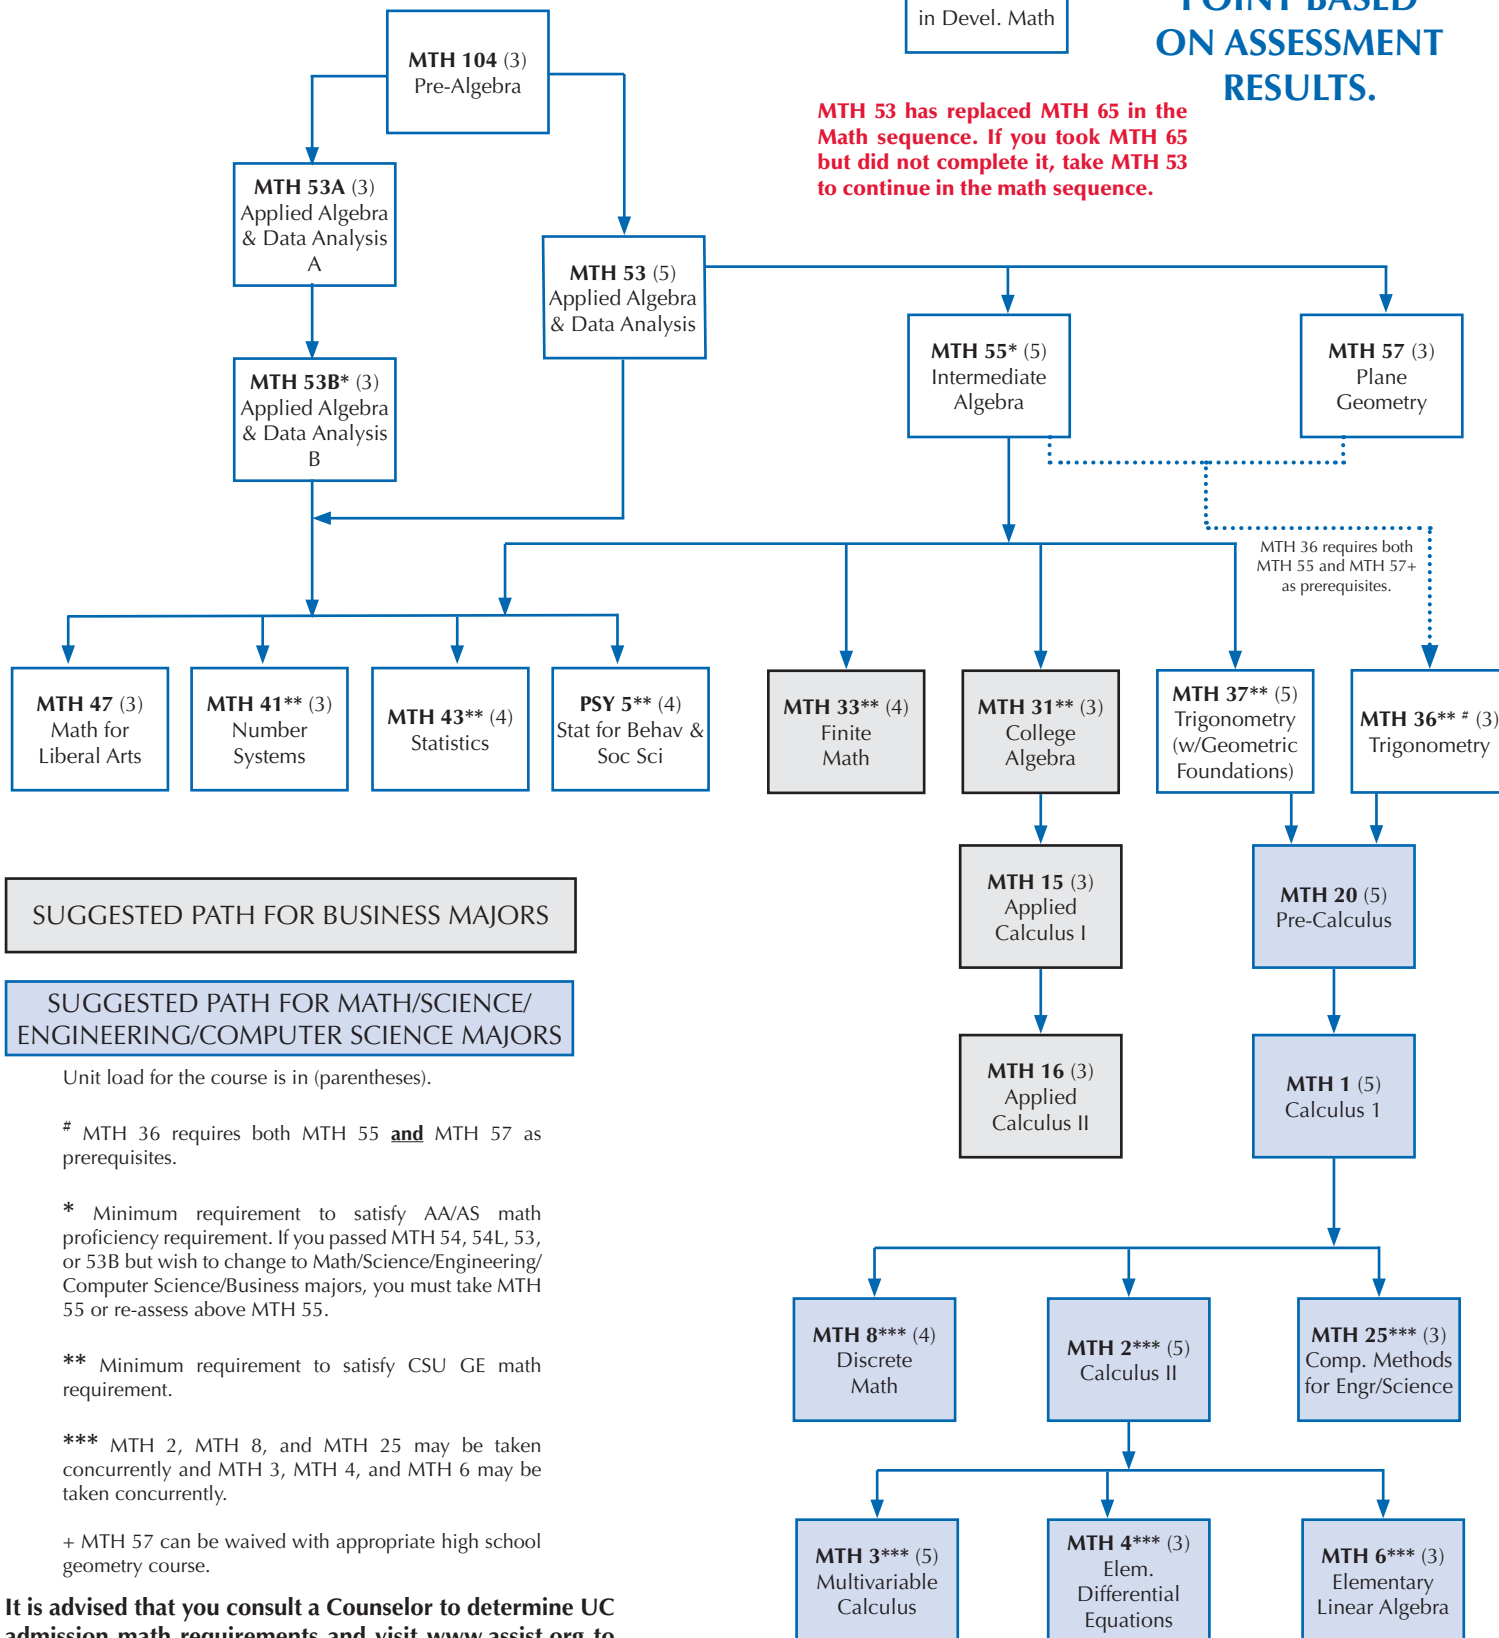 in Devel. Math
POINT BASED
ON ASSESSMENT
RESULTS.
MTH 104 (3)
Pre-Algebra
MTH 53 has replaced MTH 65 in the
Math sequence. If you took MTH 65
but did not complete it, take MTH 53
to continue in the math sequence.
MTH 53A (3)
Applied Algebra
& Data Analysis
A
MTH 53 (5)
Applied Algebra
& Data Analysis
MTH 55* (5)
Intermediate
Algebra
MTH 57 (3)
Plane
Geometry
MTH 53B* (3)
Applied Algebra
& Data Analysis
B
MTH 36 requires both
MTH 55 and MTH 57+
as prerequisites.
MTH 47 (3)
Math for
Liberal Arts
MTH 41** (3)
Number
Systems
MTH 43** (4)
Statistics
PSY 5** (4)
Stat for Behav &
Soc Sci
MTH 33** (4)
Finite
Math
MTH 31** (3)
College
Algebra
MTH 37** (5)
Trigonometry
(w/Geometric
Foundations)
MTH 36** # (3)
Trigonometry
MTH 15 (3)
Applied
Calculus I
MTH 20 (5)
Pre-Calculus
SUGGESTED PATH FOR BUSINESS MAJORS
SUGGESTED PATH FOR MATH/SCIENCE/
ENGINEERING/COMPUTER SCIENCE MAJORS
MTH 16 (3)
Applied
Calculus II
MTH 1 (5)
Calculus 1
Unit load for the course is in (parentheses).
# MTH 36 requires both MTH 55 and MTH 57 as
prerequisites.
* Minimum requirement to satisfy AA/AS math
proficiency requirement. If you passed MTH 54, 54L, 53,
or 53B but wish to change to Math/Science/Engineering/
Computer Science/Business majors, you must take MTH
55 or re-assess above MTH 55.
** Minimum requirement to satisfy CSU GE math
requirement.
*** MTH 2, MTH 8, and MTH 25 may be taken
concurrently and MTH 3, MTH 4, and MTH 6 may be
taken concurrently.
+ MTH 57 can be waived with appropriate high school
geometry course.
It is advised that you consult a Counselor to determine UC
admission math requirements and visit www.assist.org to
MTH 8*** (4)
Discrete
Math
MTH 2*** (5)
Calculus II
MTH 25*** (3)
Comp. Methods
for Engr/Science
MTH 3*** (5)
Multivariable
Calculus
MTH 4*** (3)
Elem.
Differential
Equations
MTH 6*** (3)
Elementary
Linear Algebra